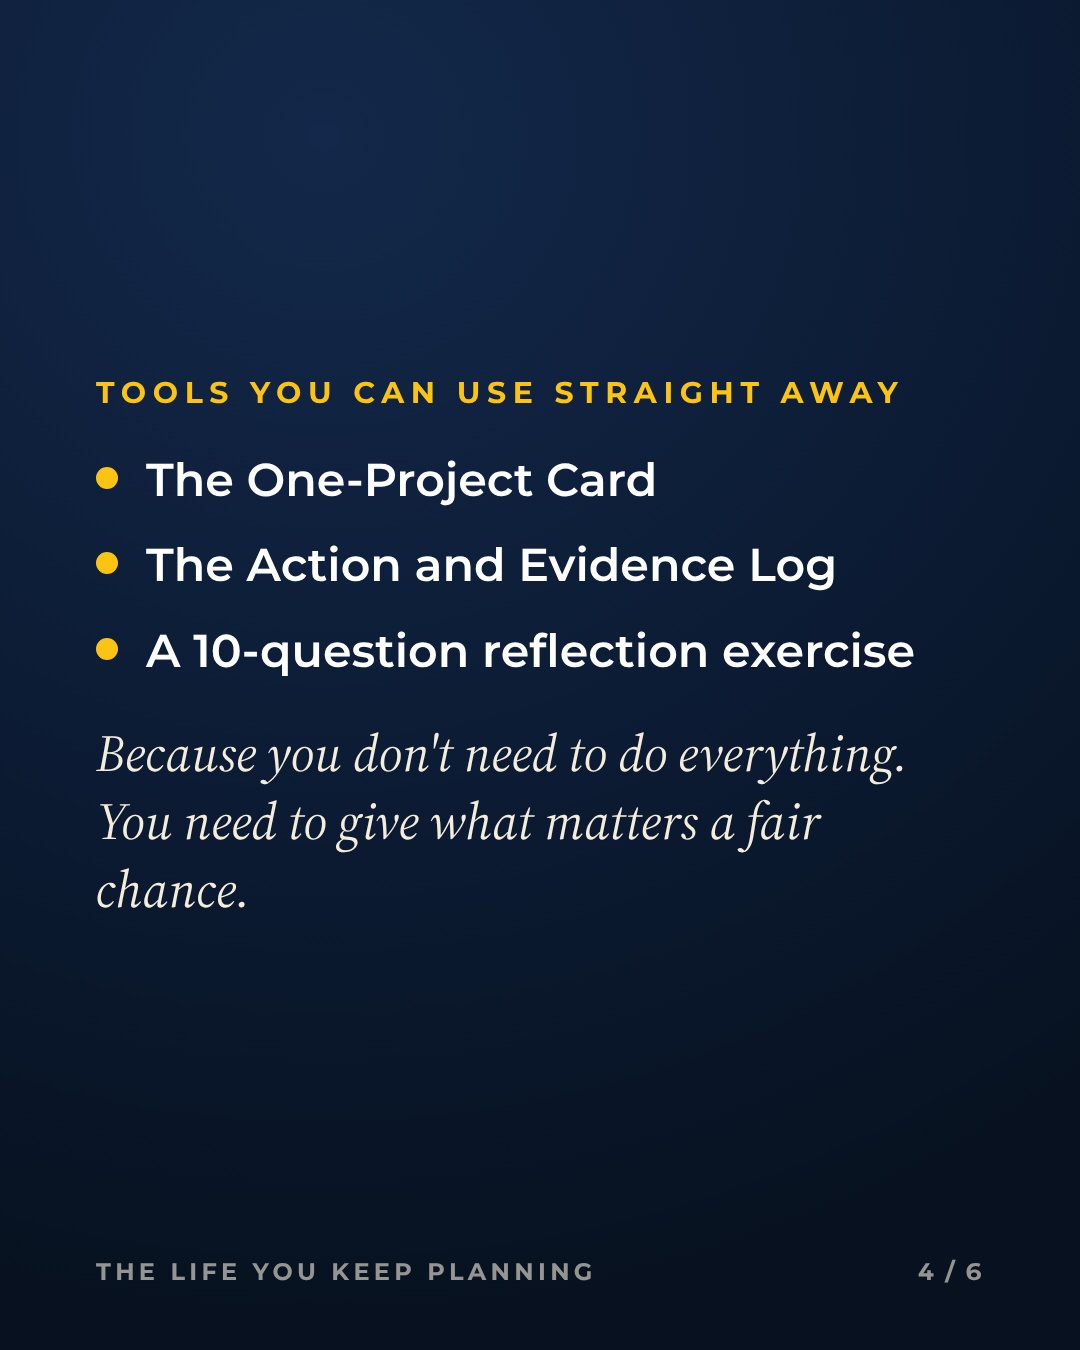 TOOLS YOU CAN USE STRAIGHT AWAY
The One-Project Card
The Action and Evidence Log
A 10-question reflection exercise
Because you don't need to do everything.
You need to give what matters a fair
chance.
THE LIFE YOU KEEP PLANNING
4 / 6